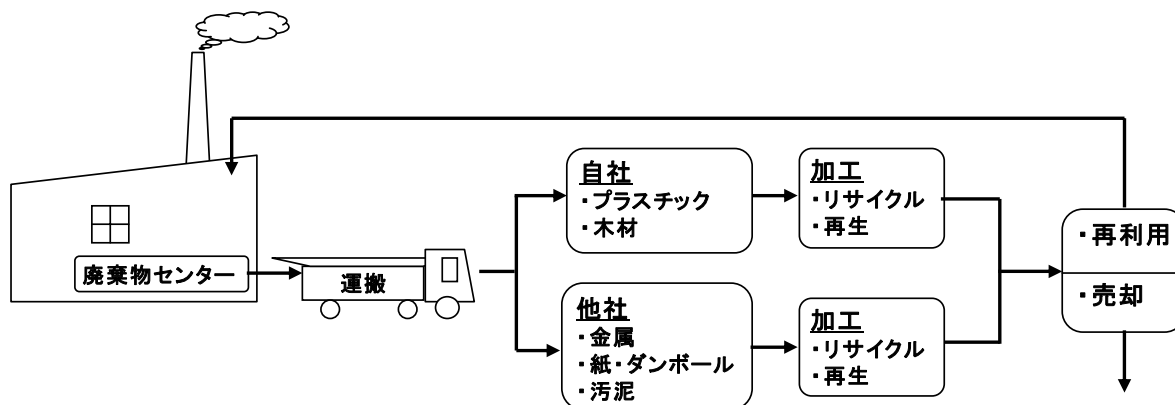 廃棄物センター
運搬
自社
・プラスチック
・木材
他社
・金属
・紙・ダンボール
・汚泥
加工
・リサイクル
・再生
加工
・リサイクル
・再生
・再利用
・売却